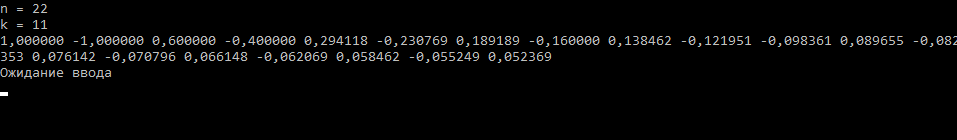 n = 22
k = 11
1,000000 -1,000000 0,600000 -0,400000 0,294118 -0,230769 0,189189 -0,160000 0,138462 -0,121951 -0,098361 0,089655 -0,082
353 0,076142 -0,070796 0,066148 -0,062069 0,058462 -0,055249 0,052369
Ожидание ввода